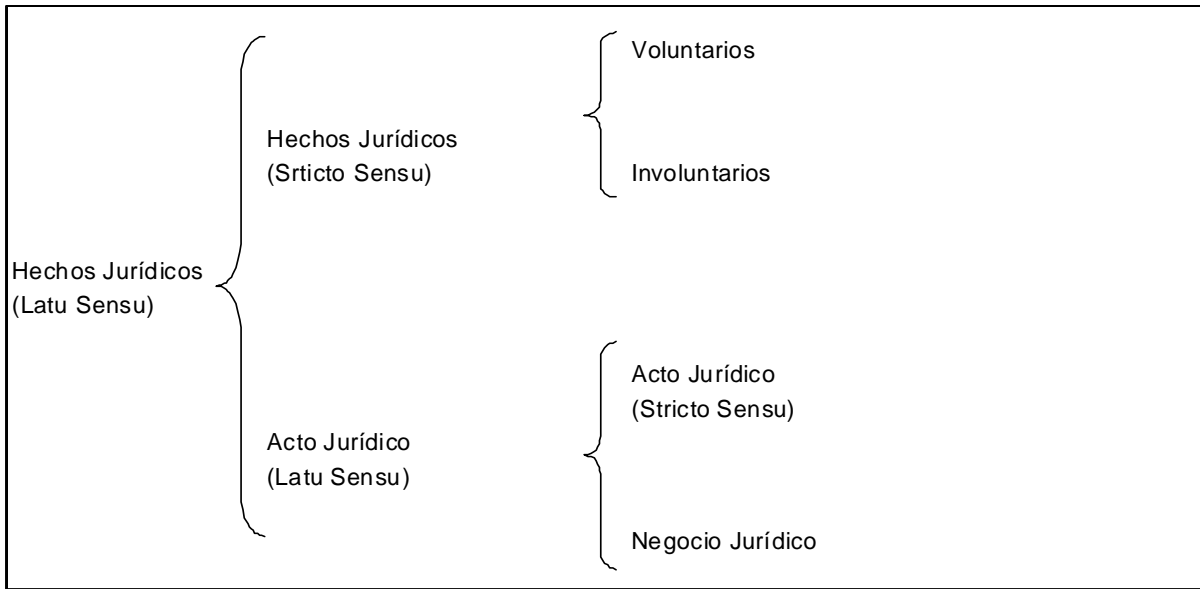 Hechos Jurídicos
(Latu Sensu)
Hechos Jurídicos
(Srticto Sensu)
Voluntarios
Involuntarios
Acto Jurídico
(Latu Sensu)
Acto Jurídico
(Stricto Sensu)
Negocio Jurídico